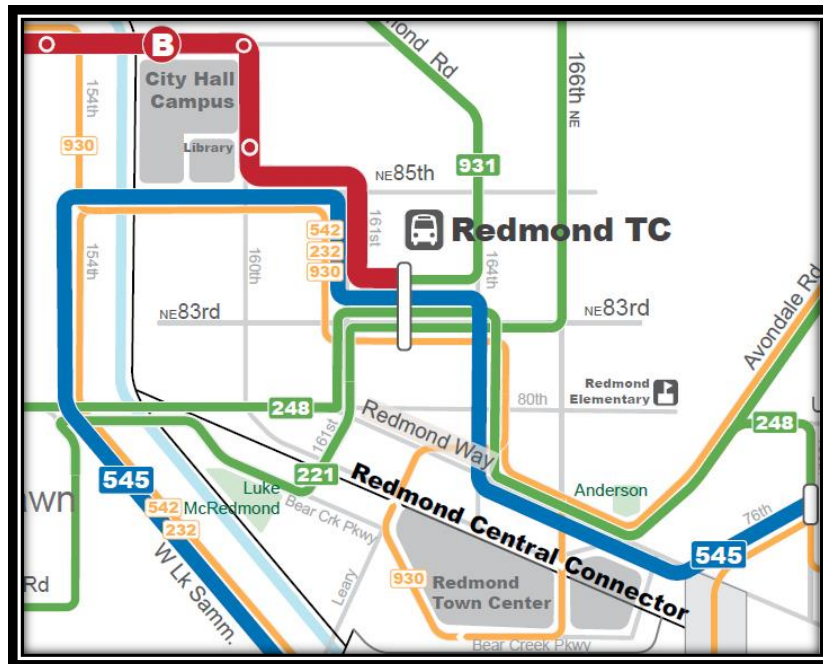 B
mond Rd
166th NE
City Hall
Campus
154th
930
Library
931
NE85th
161st
Redmond TC
542
232
930
154th
160th
164th
NE83rd
NE83rd
Avondale Rd
Redmond
Elementary
80th
248
161st
Redmond Way
248
221
545
Luke
McRedmond
Redmond Central Connector
Anderson
76th
wn
542
232
Bear Crk Pkwy
545
Rd
W Lk Samm.
Leary
930
Redmond
Town Center
Bear Creek Pkwy